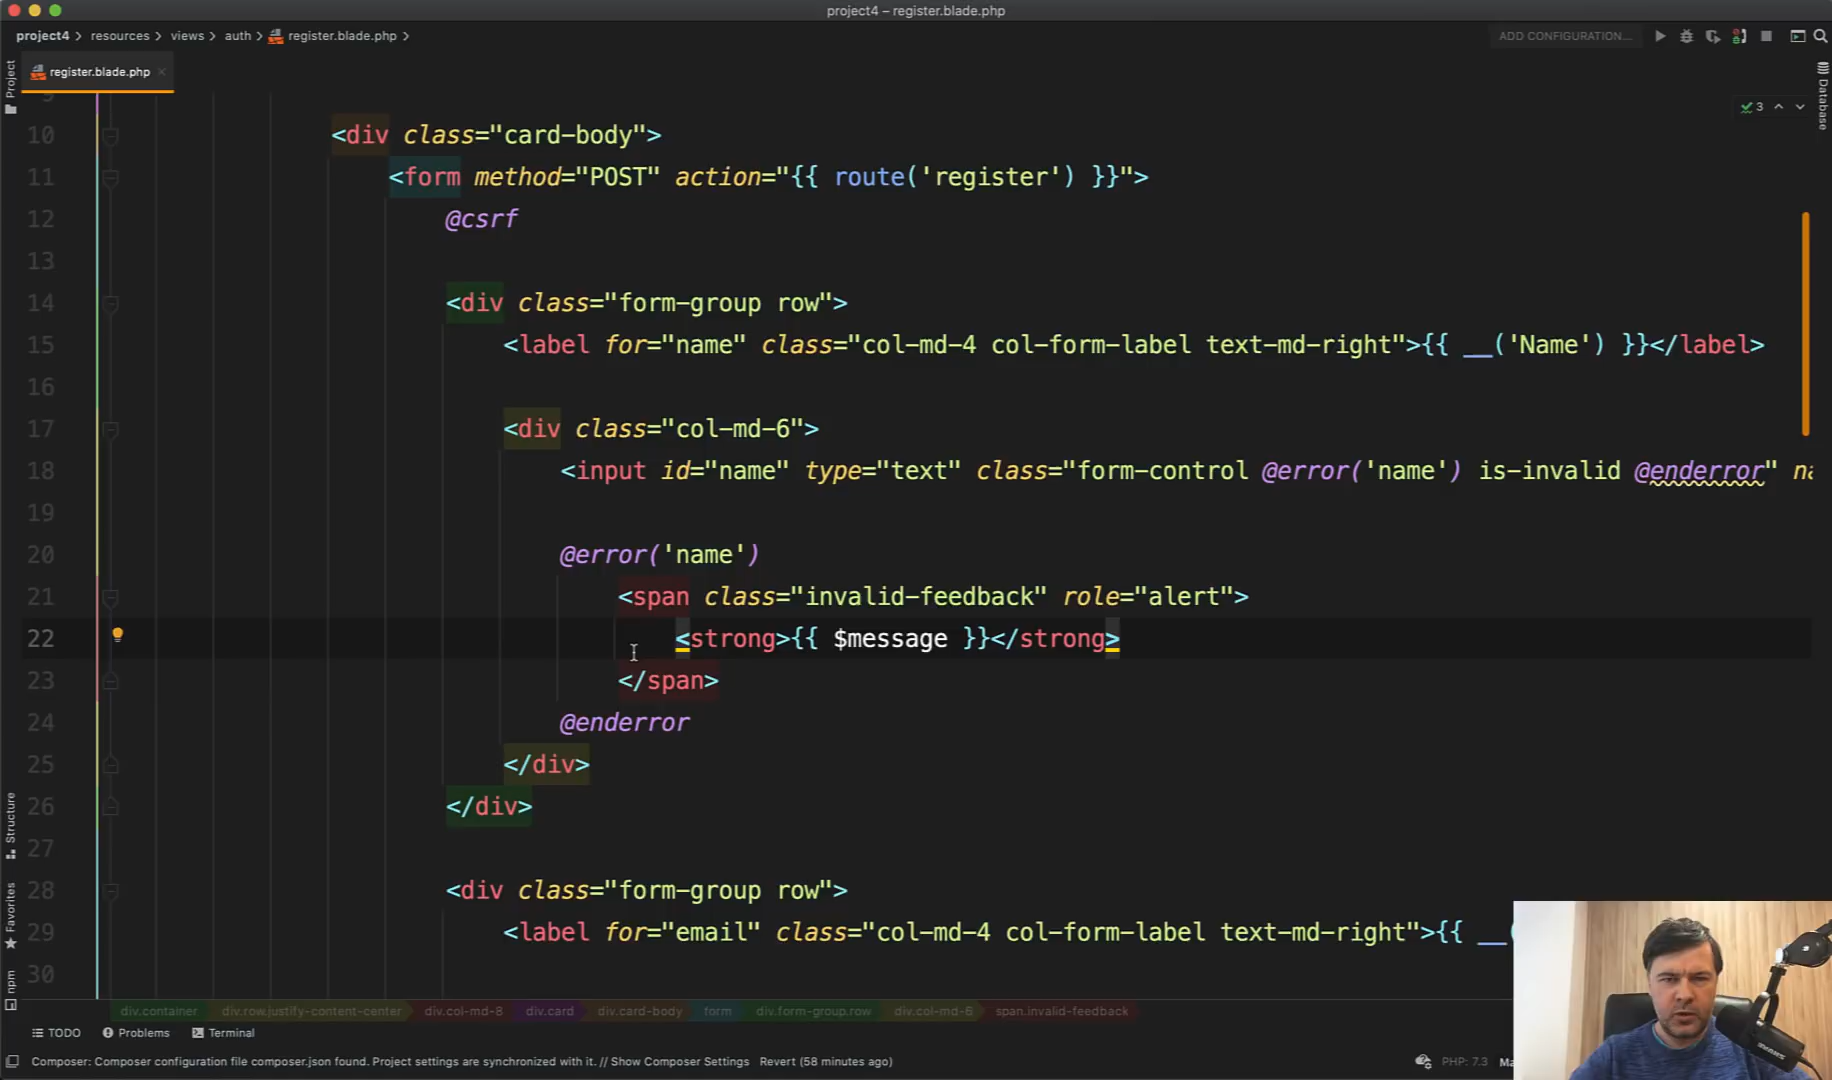 project4 – register.blade.php
project4 > resources > views > auth > register.blade.php >
ADD CONFIGURATION...
register.blade.php
Project
Database
3
9
10 <div class="card-body">
11 <form method="POST" action="{{ route('register') }}">
12 @csrf
13
14 <div class="form-group row">
15 <label for="name" class="col-md-4 col-form-label text-md-right">{{ __('Name') }}</label>
16
17 <div class="col-md-6">
18 <input id="name" type="text" class="form-control @error('name') is-invalid @enderror" na
19
20 @error('name')
21 <span class="invalid-feedback" role="alert">
22 <strong>{{ $message }}</strong>
23 </span>
24 @enderror
25 </div>
26 </div>
27
28 <div class="form-group row">
29 <label for="email" class="col-md-4 col-form-label text-md-right">{{ __(
30
Structure
Favorites
npm
div.container div.row.justify-content-center div.col-md-8 div.card div.card-body form div.form-group.row div.col-md-6 span.invalid-feedback
TODO Problems Terminal
Composer: Composer configuration file composer.json found. Project settings are synchronized with it. // Show Composer Settings Revert (58 minutes ago)
PHP: 7.3 Ma